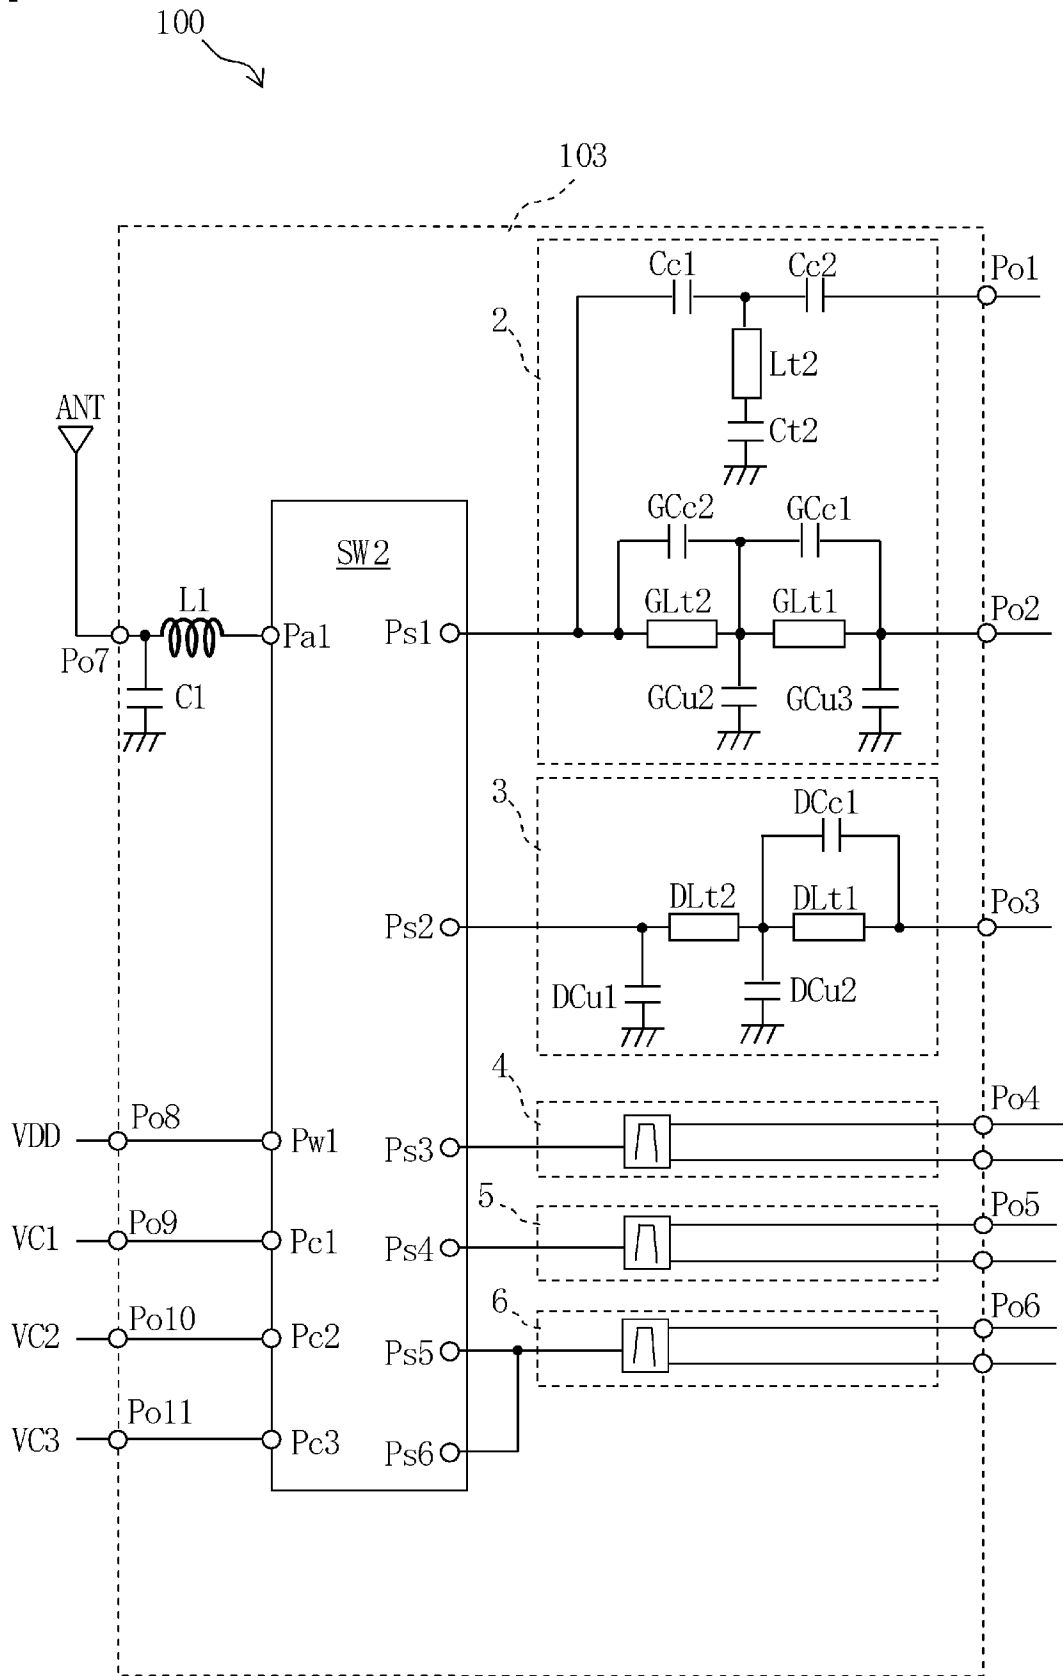 100
103
Cc1
Cc2
Po1
2
Lt2
Ct2
ANT
GCc2
GCc1
SW2
L1
GLt2
GLt1
Po2
Pa1
Ps1
Po7
C1
GCu2
GCu3
3
DCc1
DLt2
DLt1
Po3
Ps2
DCu1
DCu2
4
Po4
VDD
Po8
Pw1
Ps3
5
Po5
VC1
Po9
Pc1
Ps4
6
Po6
VC2
Po10
Pc2
Ps5
VC3
Po11
Pc3
Ps6